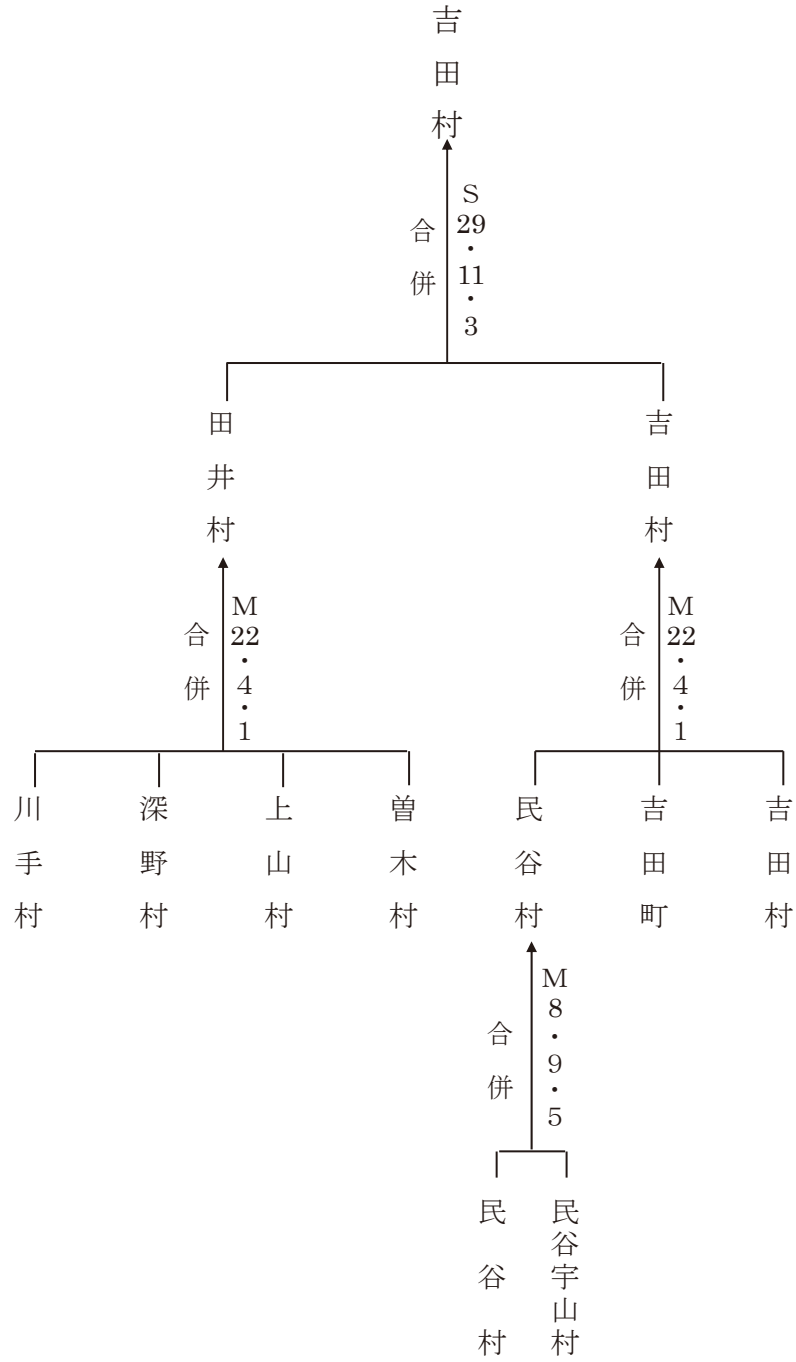 吉田村
S29・11・3
合併
吉田村
田井村
M22・4・1
合併
M22・4・1
合併
吉田村
吉田町
民谷村
曽木村
上山村
深野村
川手村
M8・9・5
合併
民谷宇山村
民谷村